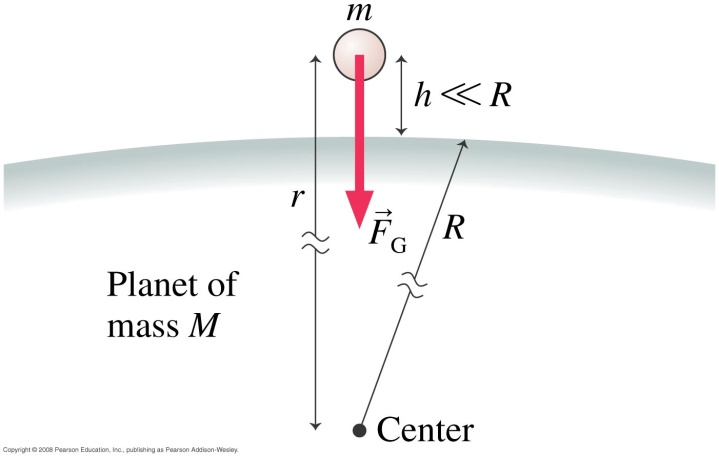 m
h ≪ R
r
F⃗G
R
Planet of
mass M
Center
Copyright © 2008 Pearson Education, Inc., publishing as Pearson Addison-Wesley.